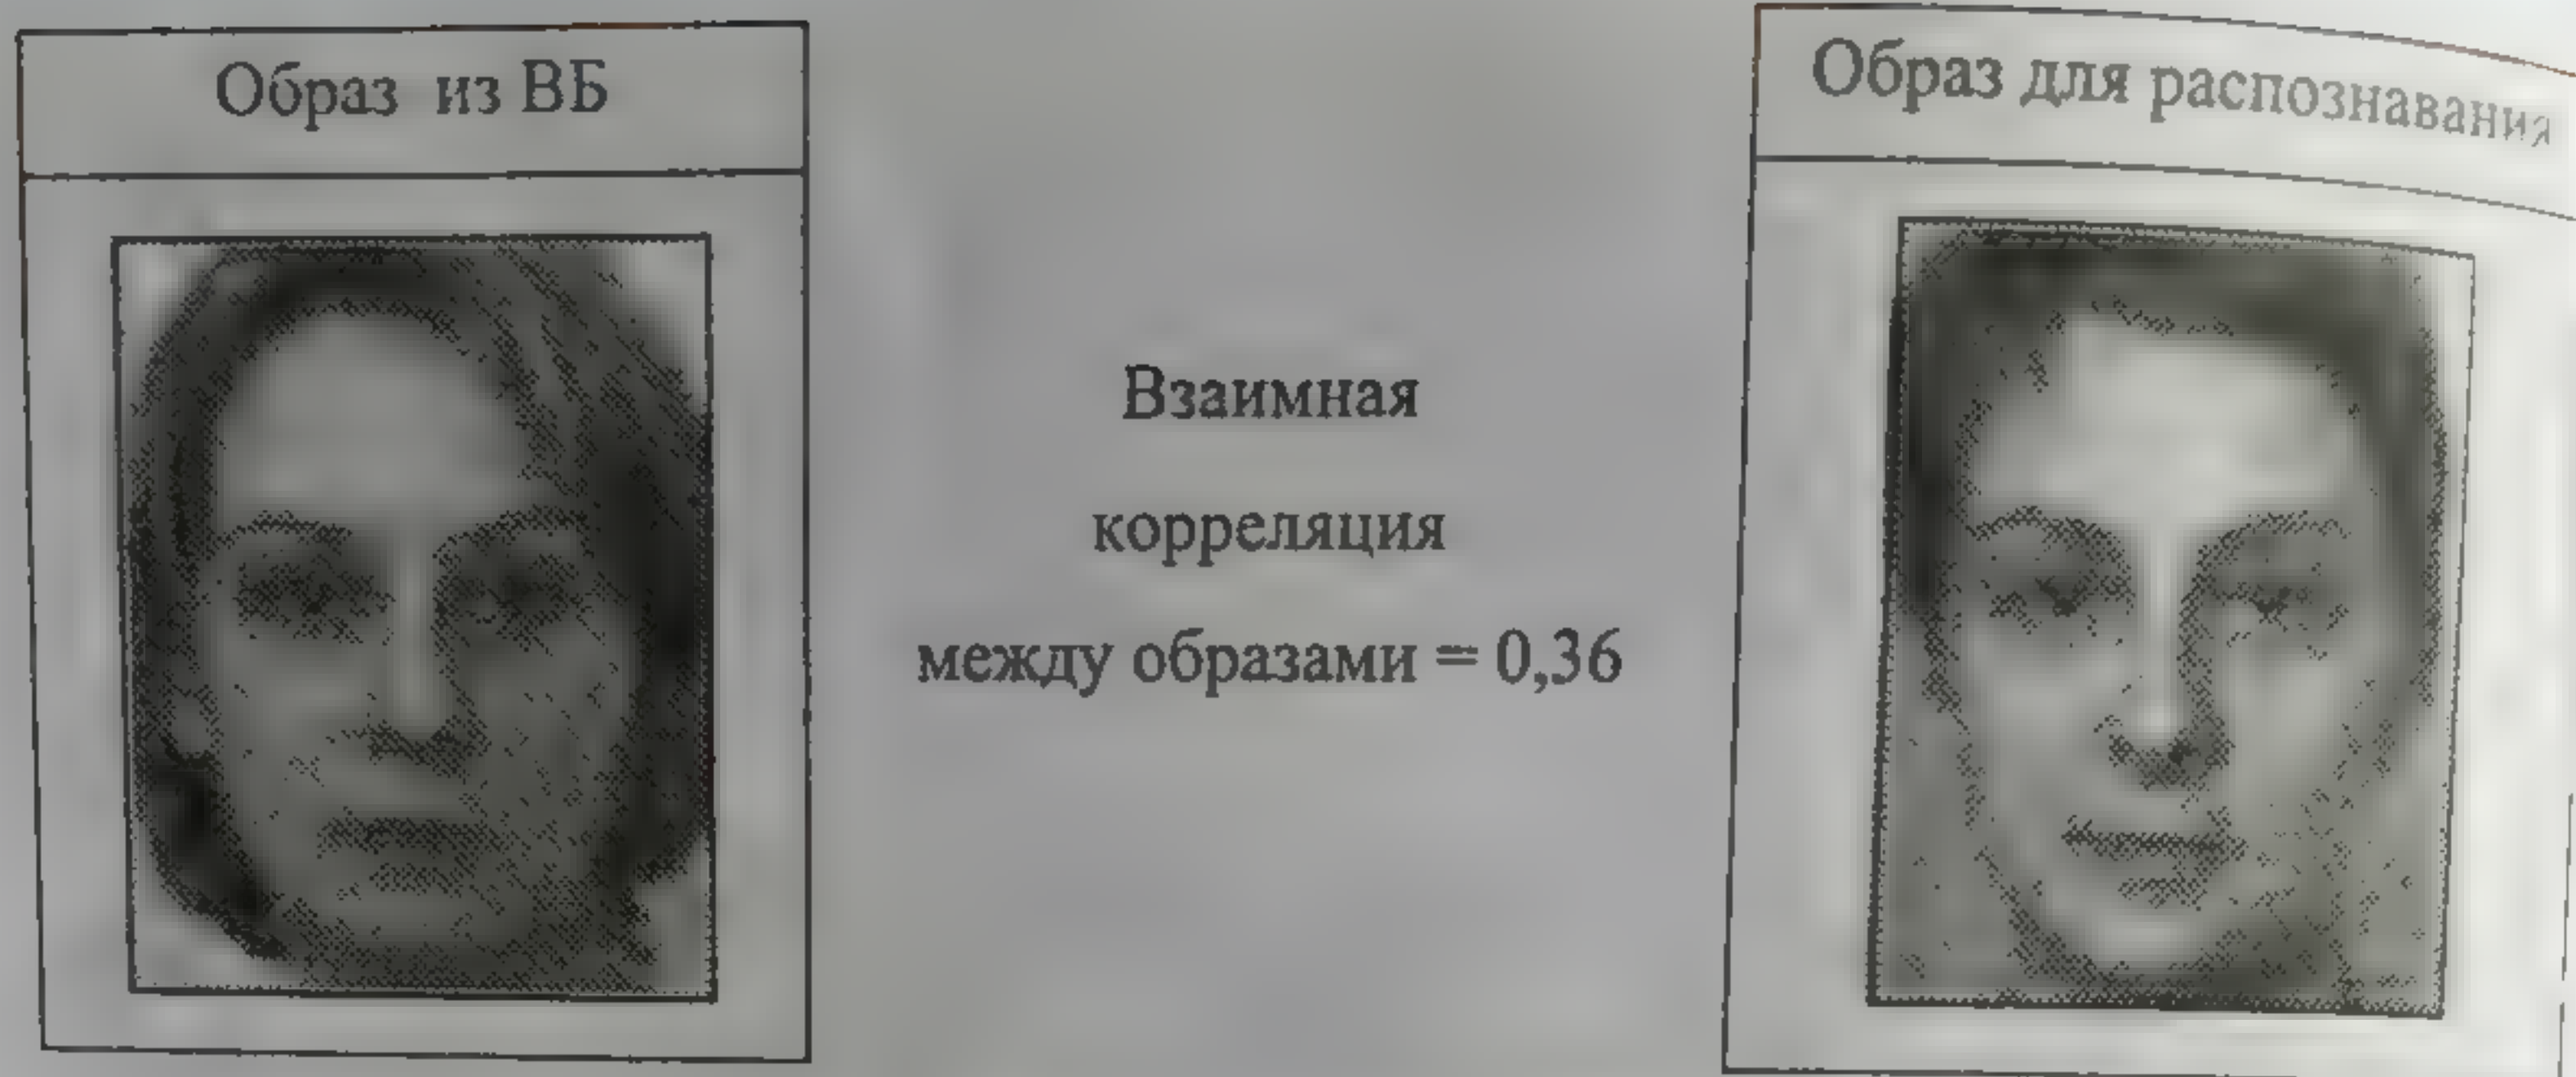 Образ из ВБ
Образ для распознавания
Взаимная
корреляция
между образами = 0,36